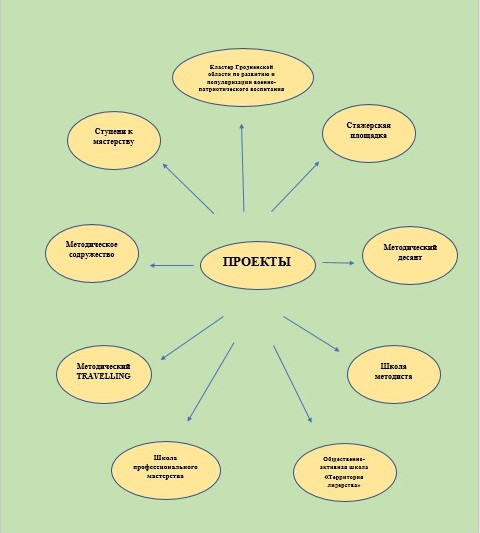 Кластер Гродненской
области по развитию и
популяризации военно-
патриотического воспитания
Ступени к
мастерству
Стажерская
площадка
Методическое
содружество
ПРОЕКТЫ
Методический
десант
Методический
TRAVELLING
Школа
методиста
Школа
профессионального
мастерства
Общественно-
активная школа
«Территория
лидерства»